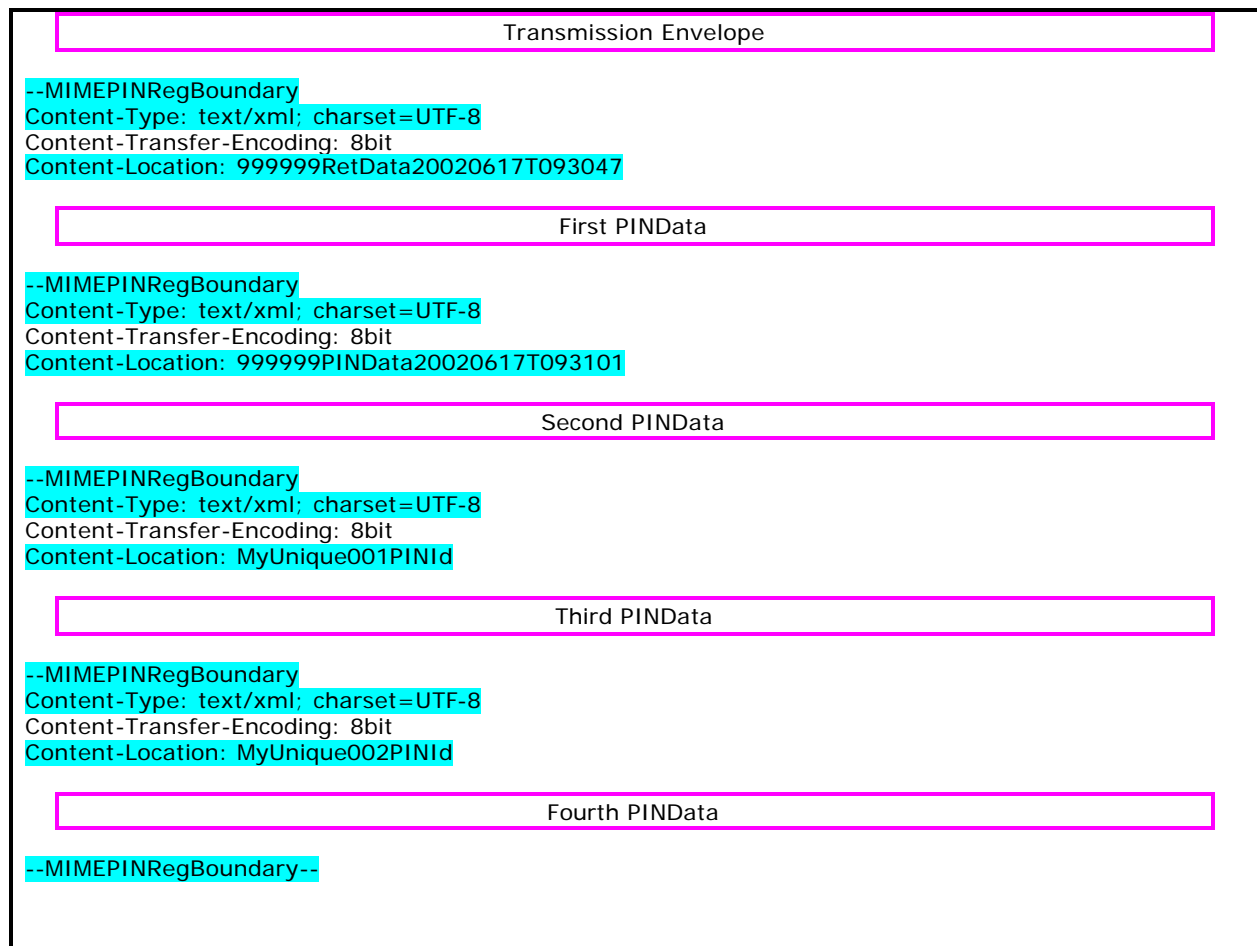 Transmission Envelope
--MIMEPINRegBoundary
Content-Type: text/xml; charset=UTF-8
Content-Transfer-Encoding: 8bit
Content-Location: 999999RetData20020617T093047
First PINData
--MIMEPINRegBoundary
Content-Type: text/xml; charset=UTF-8
Content-Transfer-Encoding: 8bit
Content-Location: 999999PINData20020617T093101
Second PINData
--MIMEPINRegBoundary
Content-Type: text/xml; charset=UTF-8
Content-Transfer-Encoding: 8bit
Content-Location: MyUnique001PINId
Third PINData
--MIMEPINRegBoundary
Content-Type: text/xml; charset=UTF-8
Content-Transfer-Encoding: 8bit
Content-Location: MyUnique002PINId
Fourth PINData
--MIMEPINRegBoundary--